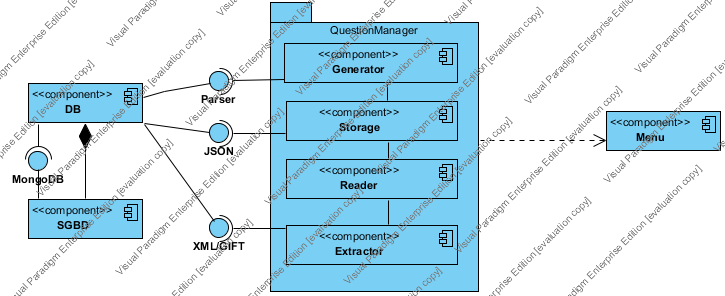 QuestionManager
<<component>>
Generator
<<component>>
DB
Parser
<<component>>
Storage
<<component>>
Menu
JSON
MongoDB
<<component>>
Reader
<<component>>
SGBD
XML/GIFT
<<component>>
Extractor
Visual Paradigm Enterprise Edition [evaluation copy]